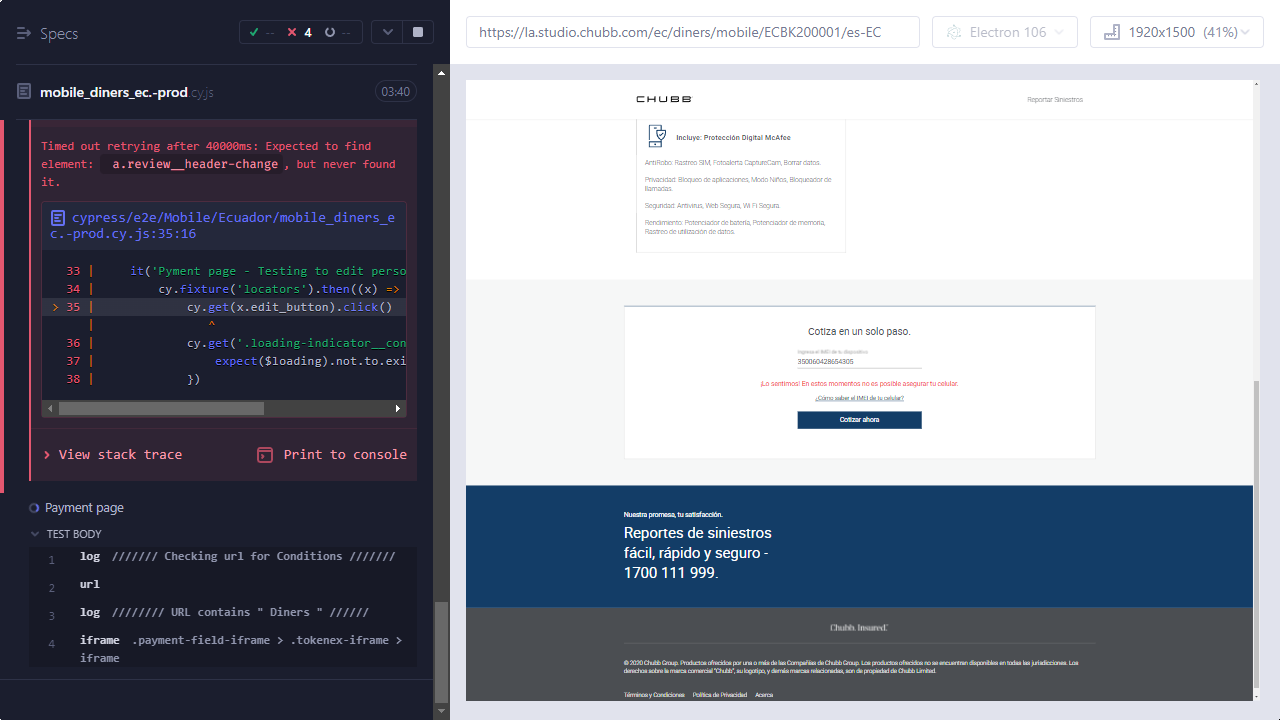 Specs
-- 4 --
mobile_diners_ec.-prod.cy.js
03:40
Timed out retrying after 40000ms: Expected to find
element: a.review__header-change, but never found
it.
cypress/e2e/Mobile/Ecuador/mobile_diners_e
c.-prod.cy.js:35:16
33 | it('Pyment page - Testing to edit perso
34 | cy.fixture('locators').then((x) =>
> 35 | cy.get(x.edit_button).click()
| ^
36 | cy.get('.loading-indicator__con
37 | expect($loading).not.to.exi
38 | })
View stack trace
Print to console
Payment page
TEST BODY
1 log /////// Checking url for Conditions ///////
2 url
3 log //////// URL contains " Diners " //////
4 iframe .payment-field-iframe > .tokenex-iframe >
iframe
https://la.studio.chubb.com/ec/diners/mobile/ECBK200001/es-EC
Electron 106
1920x1500 (41%)
CHUBB
Reportar Siniestros
Incluye: Protección Digital McAfee
AntiRobo: Rastreo SIM, Fotoalerta CaptureCam, Borrar datos.
Privacidad: Bloqueo de aplicaciones, Modo Niños, Bloqueador de
llamadas.
Seguridad: Antivirus, Web Segura, Wi Fi Segura.
Rendimiento: Potenciador de batería, Potenciador de memoria,
Rastreo de utilización de datos.
Cotiza en un solo paso.
Ingresa el IMEI de tu dispositivo
350060428654305
¡Lo sentimos! En estos momentos no es posible asegurar tu celular.
¿Cómo saber el IMEI de tu celular?
Cotizar ahora
Nuestra promesa, tu satisfacción.
Reportes de siniestros
fácil, rápido y seguro -
1700 111 999.
Chubb. Insured.
© 2020 Chubb Group. Productos ofrecidos por una o más de las Compañías de Chubb Group. Los productos ofrecidos no se encuentran disponibles en todas las jurisdicciones. Los
derechos sobre la marca comercial "Chubb", su logotipo, y demás marcas relacionadas, son de propiedad de Chubb Limited.
Términos y Condiciones Política de Privacidad Acerca